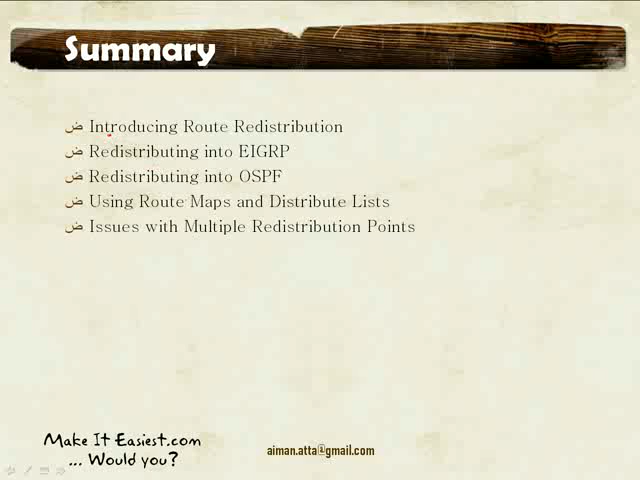 Summary
ض Introducing Route Redistribution
ض Redistributing into EIGRP
ض Redistributing into OSPF
ض Using Route Maps and Distribute Lists
ض Issues with Multiple Redistribution Points
Make It Easiest.com
... Would you?
aiman.atta@gmail.com